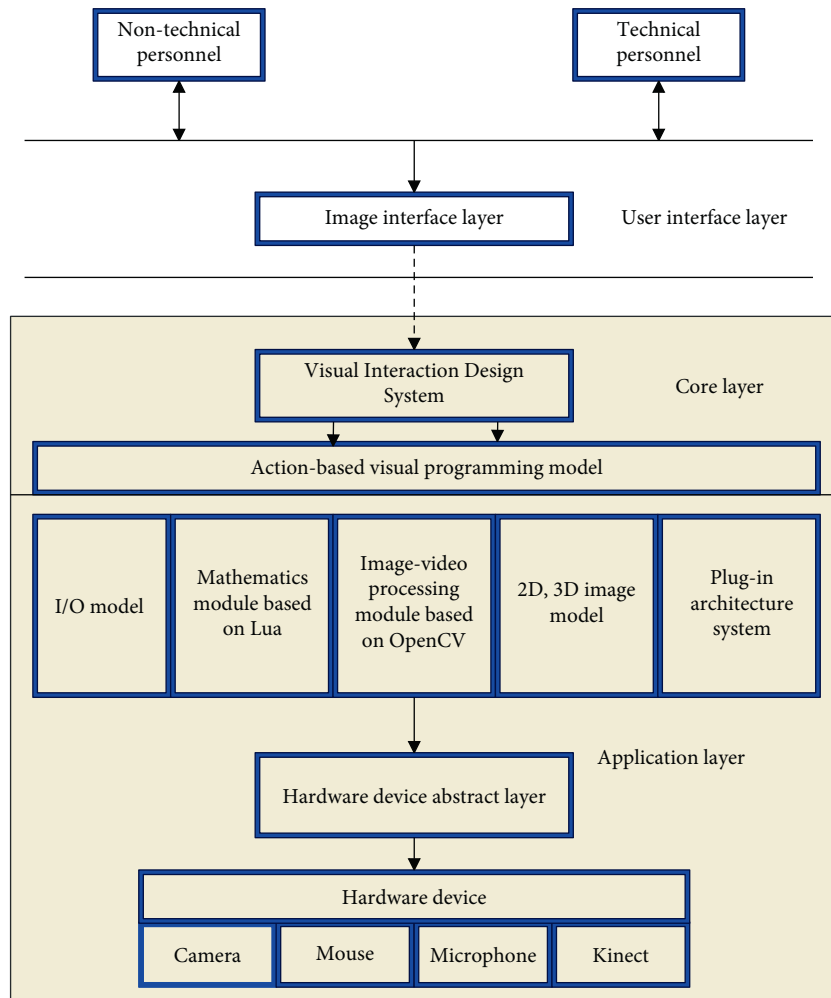 Non-technical
personnel
Technical
personnel
Image interface layer
User interface layer
Visual Interaction Design
System
Core layer
Action-based visual programming model
I/O model
Mathematics
module based
on Lua
Image-video
processing
module based
on OpenCV
2D, 3D image
model
Plug-in
architecture
system
Application layer
Hardware device abstract layer
Hardware device
Camera
Mouse
Microphone
Kinect